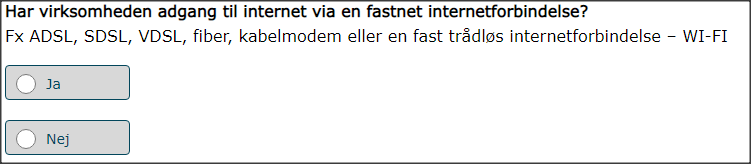 Har virksomheden adgang til internet via en fastnet internetforbindelse?
Fx ADSL, SDSL, VDSL, fiber, kabelmodem eller en fast trådløs internetforbindelse – WI-FI
Ja
Nej